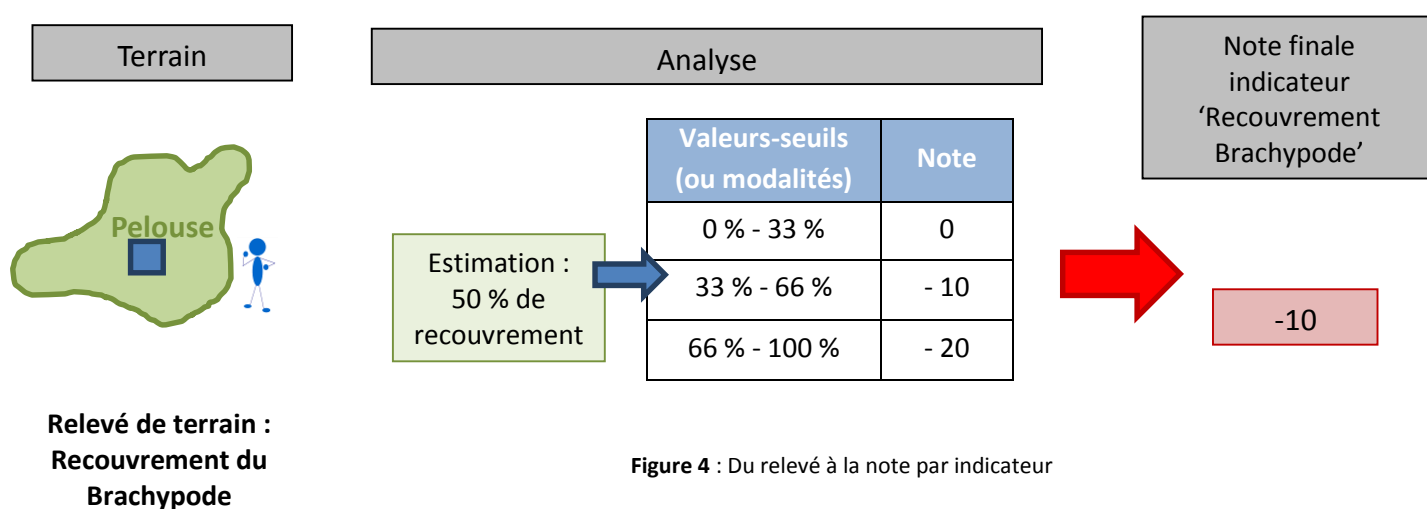 Terrain
Analyse
Note finale
indicateur
‘Recouvrement
Brachypode’
Pelouse
Estimation :
50 % de
recouvrement
Valeurs-seuils
(ou modalités)
Note
0 % - 33 %
0
33 % - 66 %
- 10
66 % - 100 %
- 20
-10
Relevé de terrain :
Recouvrement du
Brachypode
Figure 4 : Du relevé à la note par indicateur